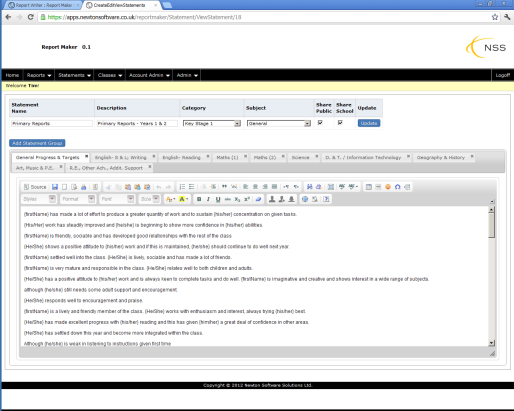 Report Writer : Report Maker
CreateEditViewStatements
https://apps.newtonsoftware.co.uk/reportmaker/Statement/ViewStatement/18
Report Maker 0.1
NSS
Home Reports Statements Classes Account Admin Admin Logoff
Welcome Tim!
Statement Name Description Category Subject Share Public Share School Update
Primary Reports Primary Reports - Years 1 & 2 Key Stage 1 General Update
Add Statement Group
General Progress & Targets English- S & L; Writing English- Reading Maths (1) Maths (2) Science D. & T. / Information Technology Geography & History
Art, Music & P.E. R.E., Other Ach., Addit. Support
Source
Styles Format Font Size
{firstName} has made a lot of effort to produce a greater quantity of work and to sustain {his/her} concentration on given tasks.
{His/Her} work has steadily improved and {he/she} is beginning to show more confidence in {his/her} abilities.
{firstName} is friendly, sociable and has developed good relationships with the rest of the class
{He/She} shows a positive attitude to {his/her} work and if this is maintained, {he/she} should continue to do well next year.
{firstName} settled well into the class. {He/She} is lively, sociable and has made a lot of friends.
{firstName} is very mature and responsible in the class. {He/She} relates well to both children and adults.
{He/She} has a positive attitude to {his/her} work and is always keen to complete tasks and do well. {firstName} is imaginative and creative and shows interest in a wide range of subjects.
although {he/she} still needs some adult support and encouragement.
{He/She} responds well to encouragement and praise.
{firstName} is a lively and friendly member of the class. {He/She} works with enthusiasm and interest, always trying {his/her} best.
{He/She} has made excellent progress with {his/her} reading and this has given {him/her} a great deal of confidence in other areas.
{He/She} has settled down this year and become more integrated within the class.
Although {he/she} is weak in listening to instructions given first time
Copyright © 2012 Newton Software Solutions Ltd.